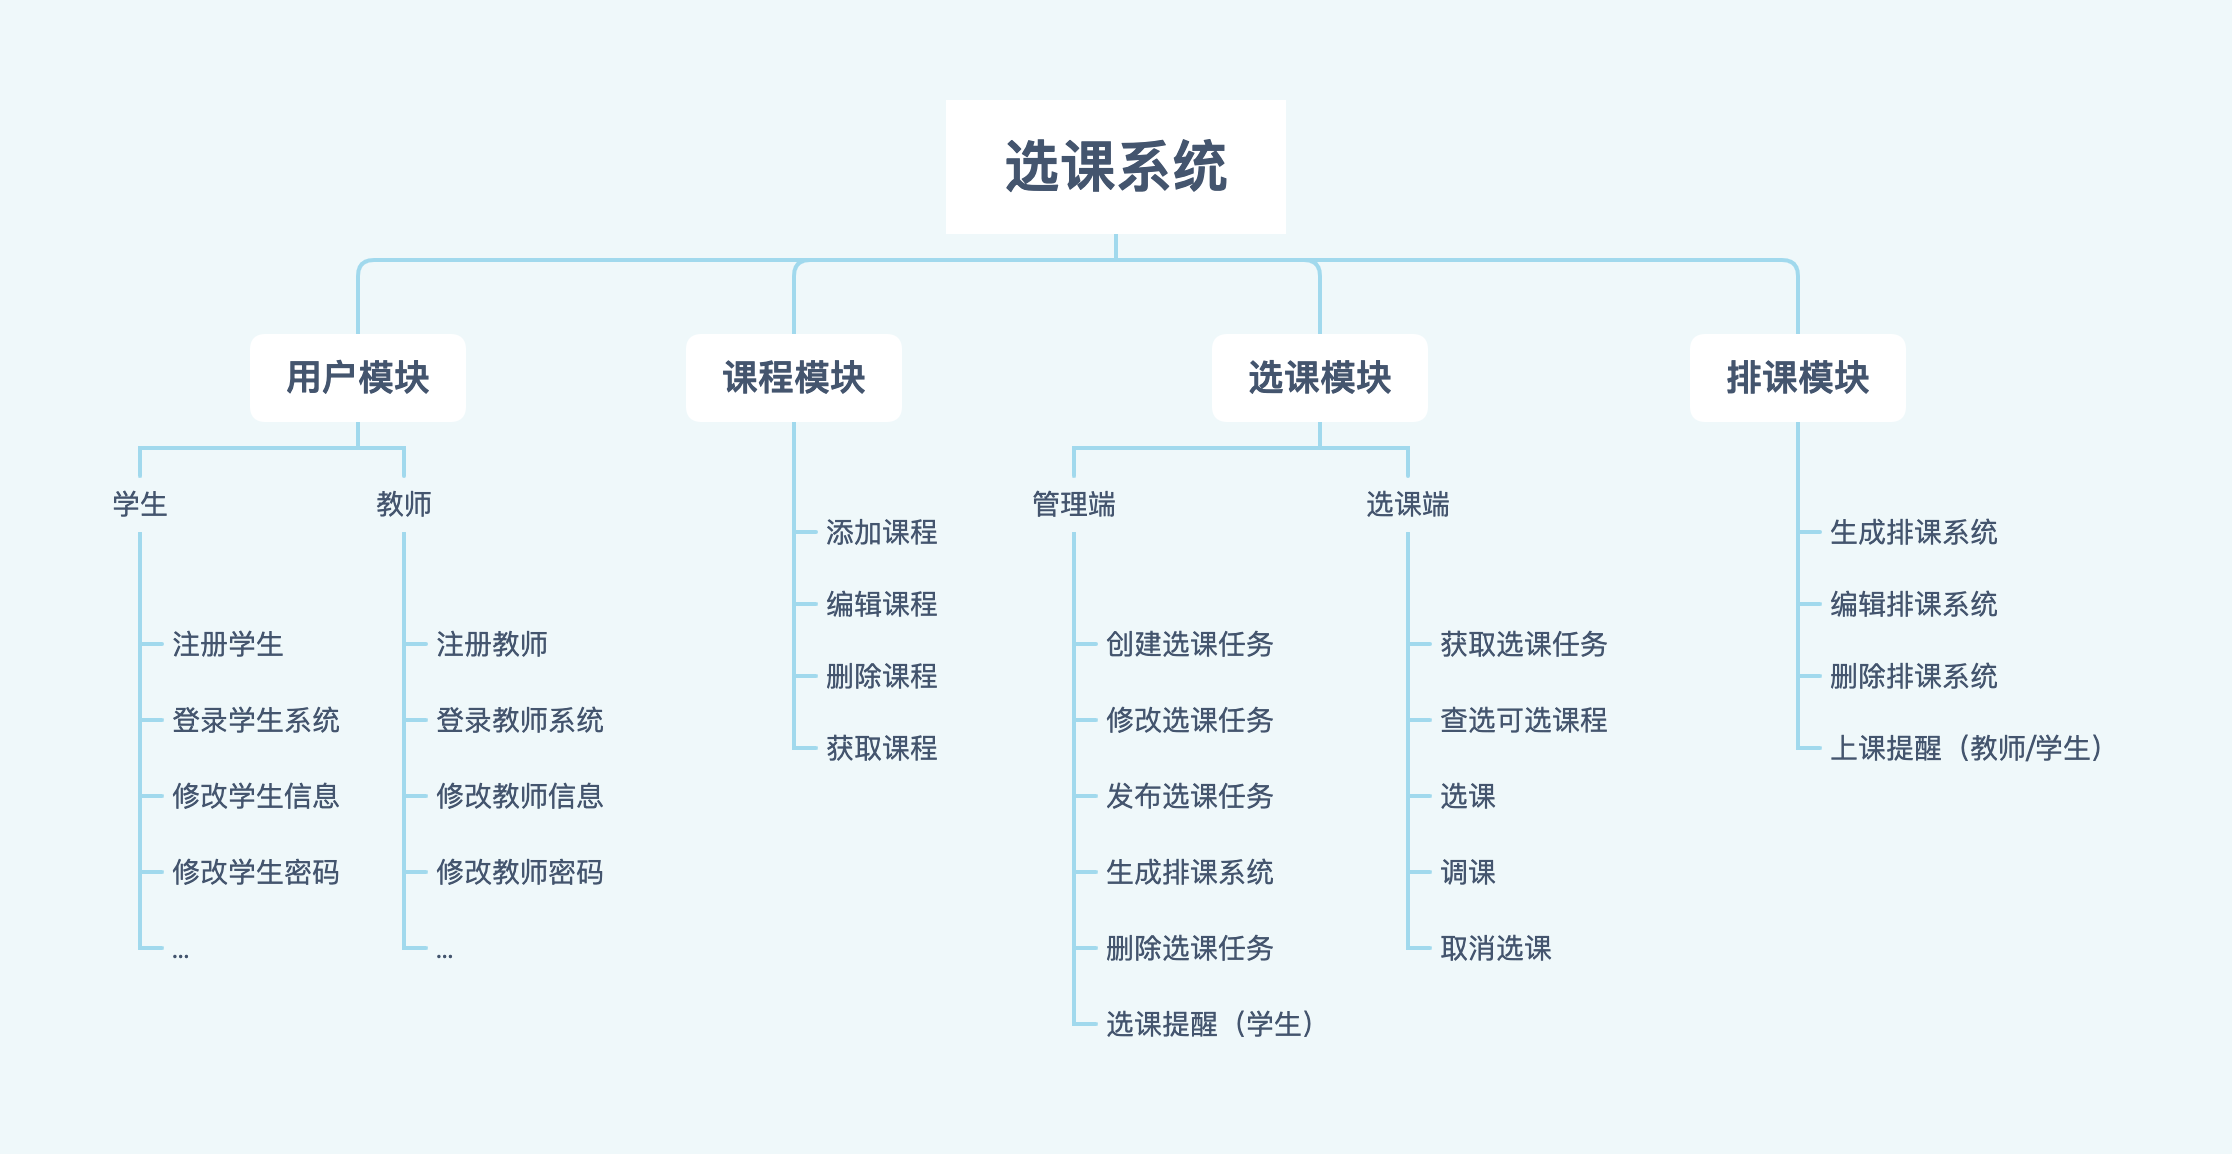 选课系统
用户模块
学生
注册学生
登录学生系统
修改学生信息
修改学生密码
...
教师
注册教师
登录教师系统
修改教师信息
修改教师密码
...
课程模块
添加课程
编辑课程
删除课程
获取课程
选课模块
管理端
创建选课任务
修改选课任务
发布选课任务
生成排课系统
删除选课任务
选课提醒（学生）
选课端
获取选课任务
查选可选课程
选课
调课
取消选课
排课模块
生成排课系统
编辑排课系统
删除排课系统
上课提醒（教师/学生）